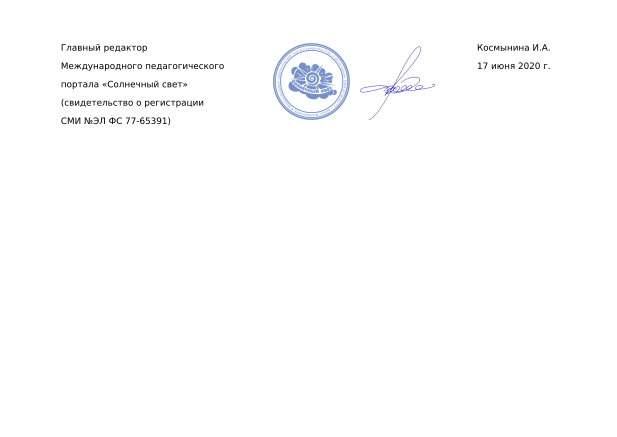 Главный редактор
Международного педагогического
портала «Солнечный свет»
(свидетельство о регистрации
СМИ №ЭЛ ФС 77-65391)
Космынина И.А.
17 июня 2020 г.